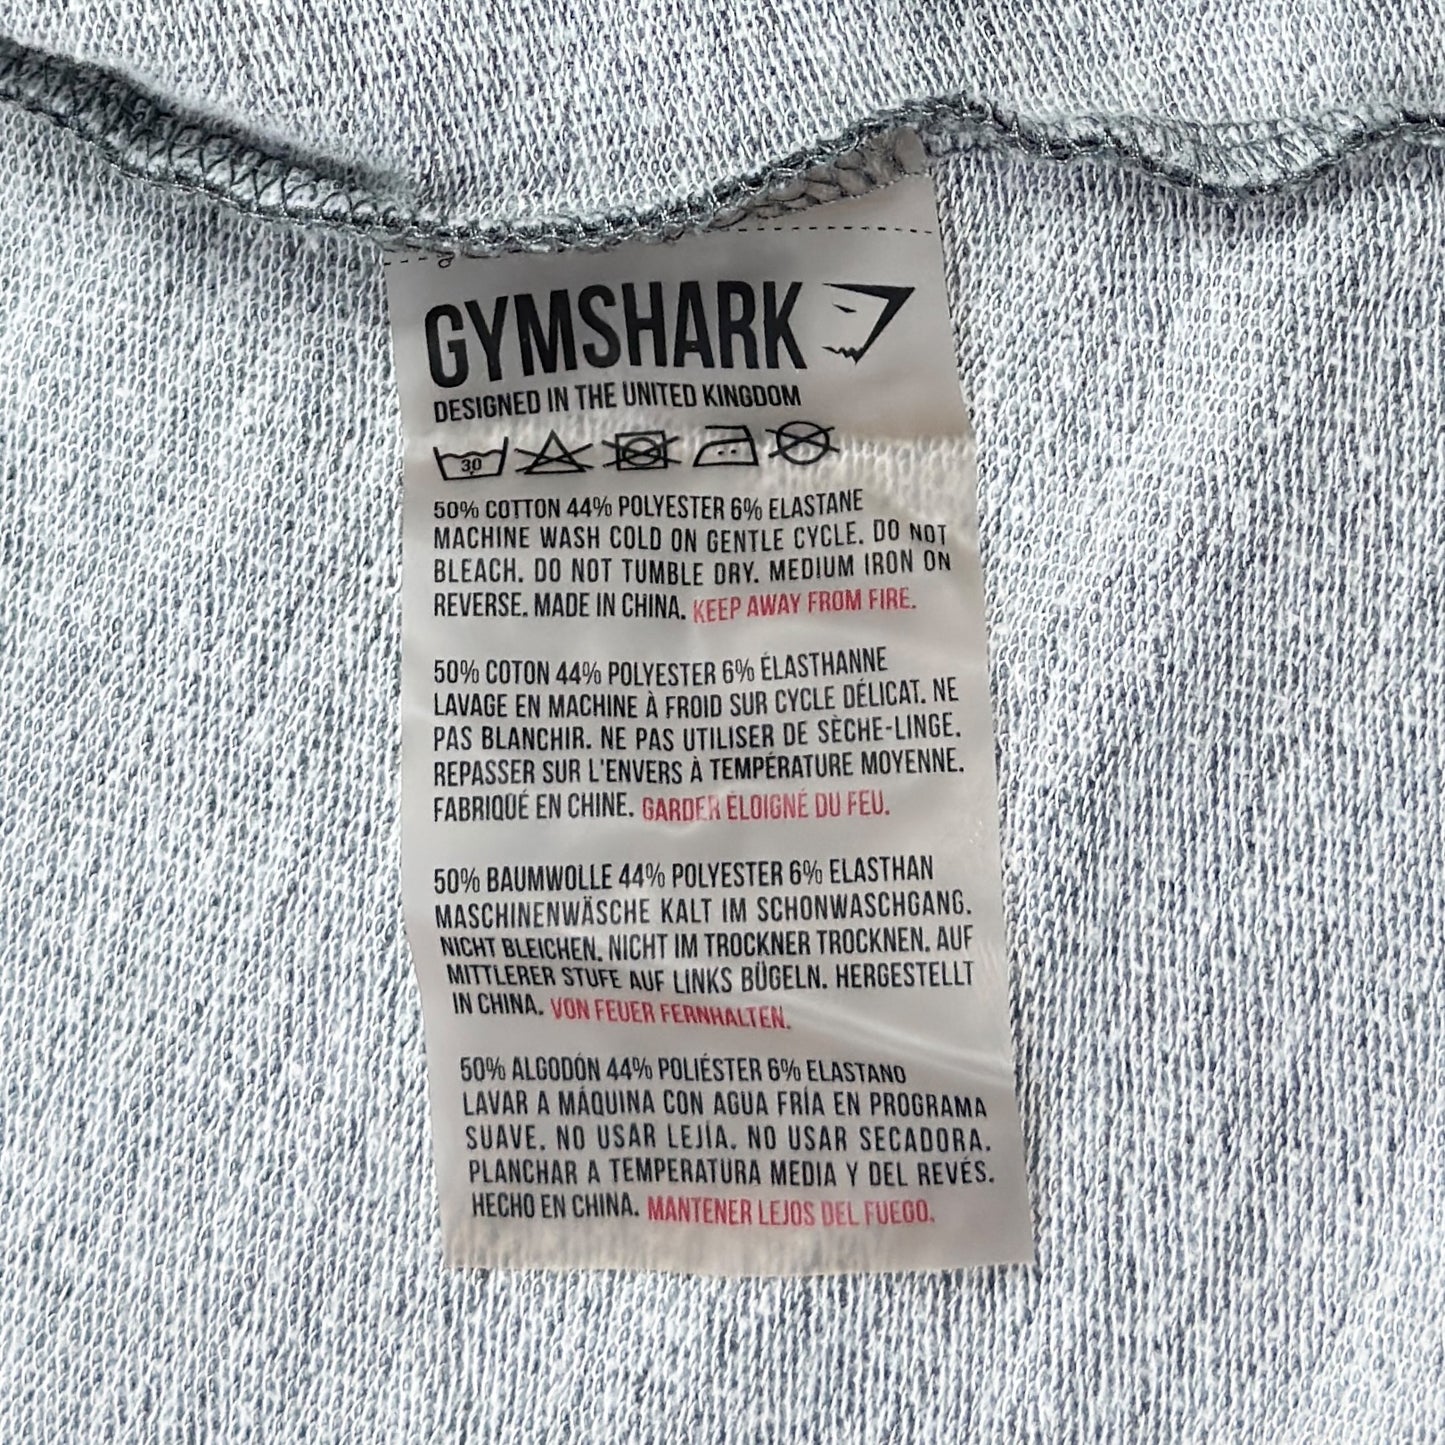 GYMSHARK
DESIGNED IN THE UNITED KINGDOM
30
50% COTTON 44% POLYESTER 6% ELASTANE
MACHINE WASH COLD ON GENTLE CYCLE. DO NOT
BLEACH. DO NOT TUMBLE DRY. MEDIUM IRON ON
REVERSE. MADE IN CHINA. KEEP AWAY FROM FIRE.
50% COTON 44% POLYESTER 6% ÉLASTHANNE
LAVAGE EN MACHINE À FROID SUR CYCLE DÉLICAT. NE
PAS BLANCHIR. NE PAS UTILISER DE SÈCHE-LINGE.
REPASSER SUR L'ENVERS À TEMPÉRATURE MOYENNE.
FABRIQUÉ EN CHINE. GARDER ÉLOIGNÉ DU FEU.
50% BAUMWOLLE 44% POLYESTER 6% ELASTHAN
MASCHINENWÄSCHE KALT IM SCHONWASCHGANG.
NICHT BLEICHEN. NICHT IM TROCKNER TROCKNEN. AUF
MITTLERER STUFE AUF LINKS BÜGELN. HERGESTELLT
IN CHINA. VON FEUER FERNHALTEN.
50% ALGODÓN 44% POLIÉSTER 6% ELASTANO
LAVAR A MÁQUINA CON AGUA FRÍA EN PROGRAMA
SUAVE. NO USAR LEJÍA. NO USAR SECADORA.
PLANCHAR A TEMPERATURA MEDIA Y DEL REVÉS.
HECHO EN CHINA. MANTENER LEJOS DEL FUEGO.